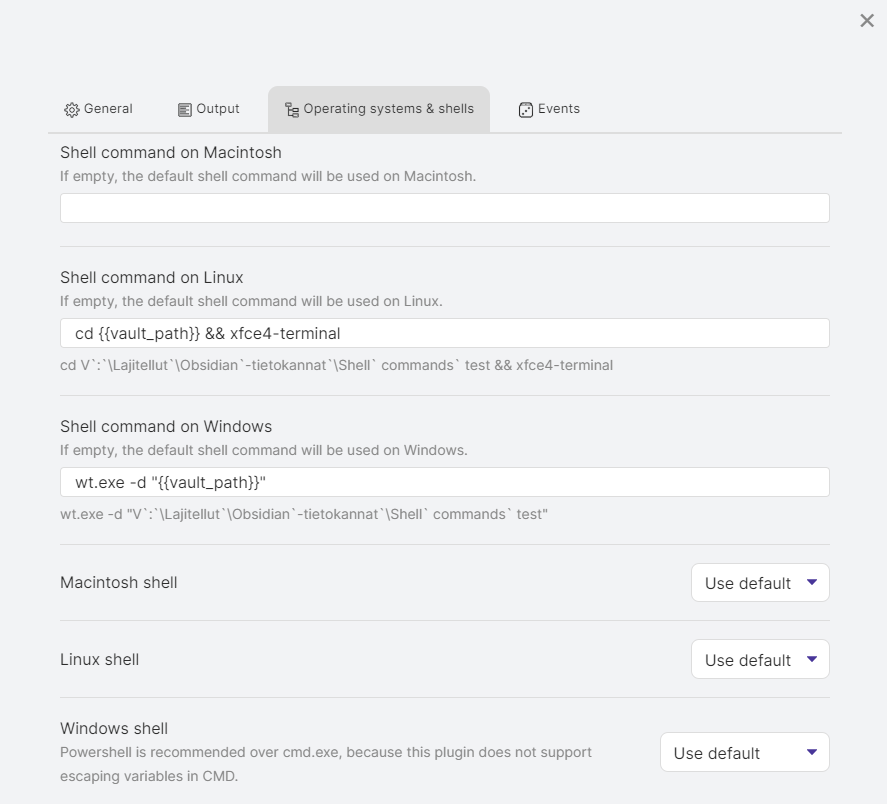 General Output Operating systems & shells Events
Shell command on Macintosh
If empty, the default shell command will be used on Macintosh.
Shell command on Linux
If empty, the default shell command will be used on Linux.
cd {{vault_path}} && xfce4-terminal
cd V`:`\Lajitellut`\Obsidian`-tietokannat`\Shell` commands` test && xfce4-terminal
Shell command on Windows
If empty, the default shell command will be used on Windows.
wt.exe -d "{{vault_path}}"
wt.exe -d "V`:`\Lajitellut`\Obsidian`-tietokannat`\Shell` commands` test"
Macintosh shell Use default
Linux shell Use default
Windows shell
Powershell is recommended over cmd.exe, because this plugin does not support
escaping variables in CMD.
Use default